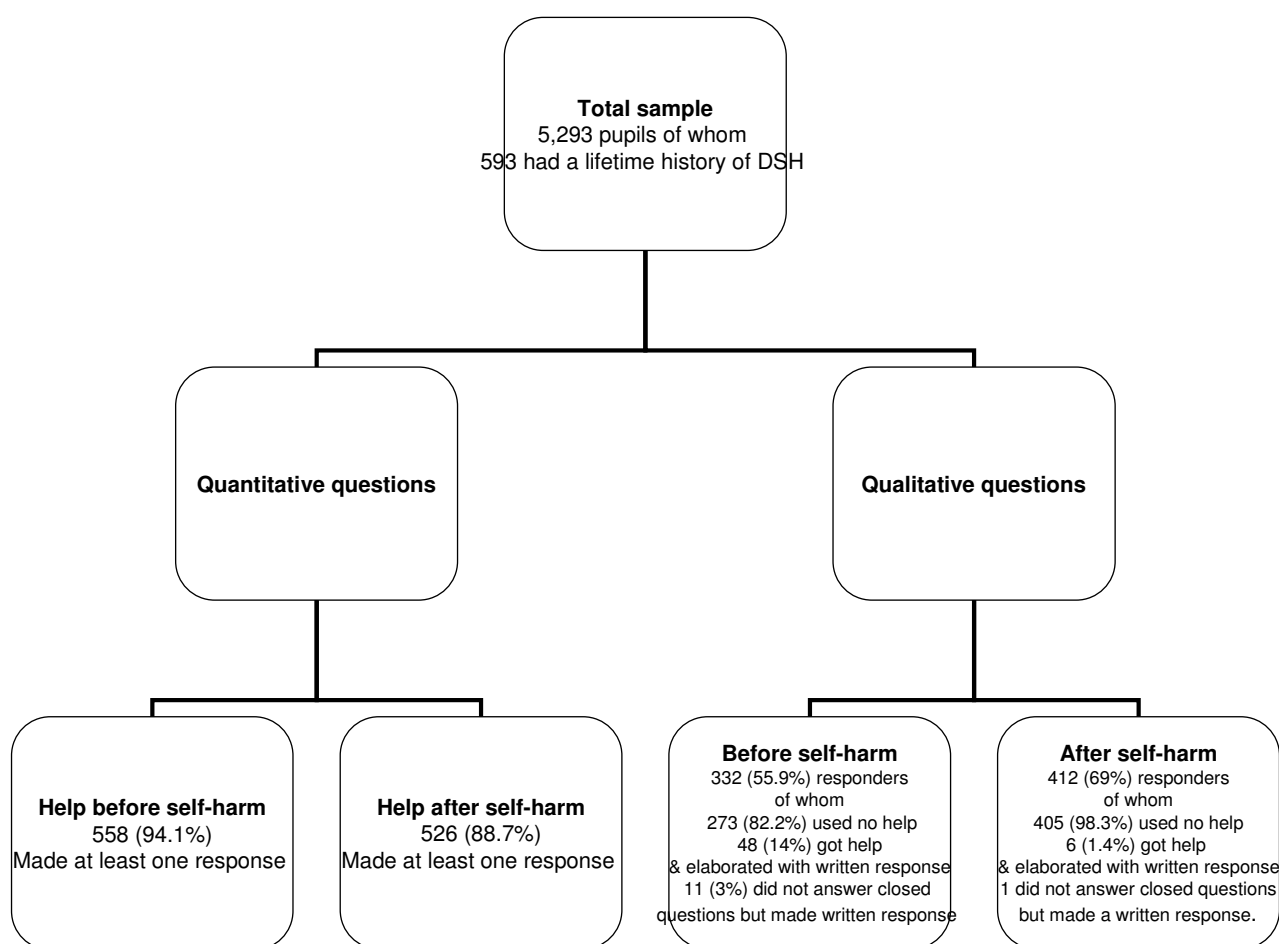 Total sample
5,293 pupils of whom
593 had a lifetime history of DSH
Quantitative questions
Qualitative questions
Help before self-harm
558 (94.1%)
Made at least one response
Help after self-harm
526 (88.7%)
Made at least one response
Before self-harm
332 (55.9%) responders
of whom
273 (82.2%) used no help
48 (14%) got help
& elaborated with written response
11 (3%) did not answer closed
questions but made written response
After self-harm
412 (69%) responders
of whom
405 (98.3%) used no help
6 (1.4%) got help
& elaborated with written response
1 did not answer closed questions
but made a written response.